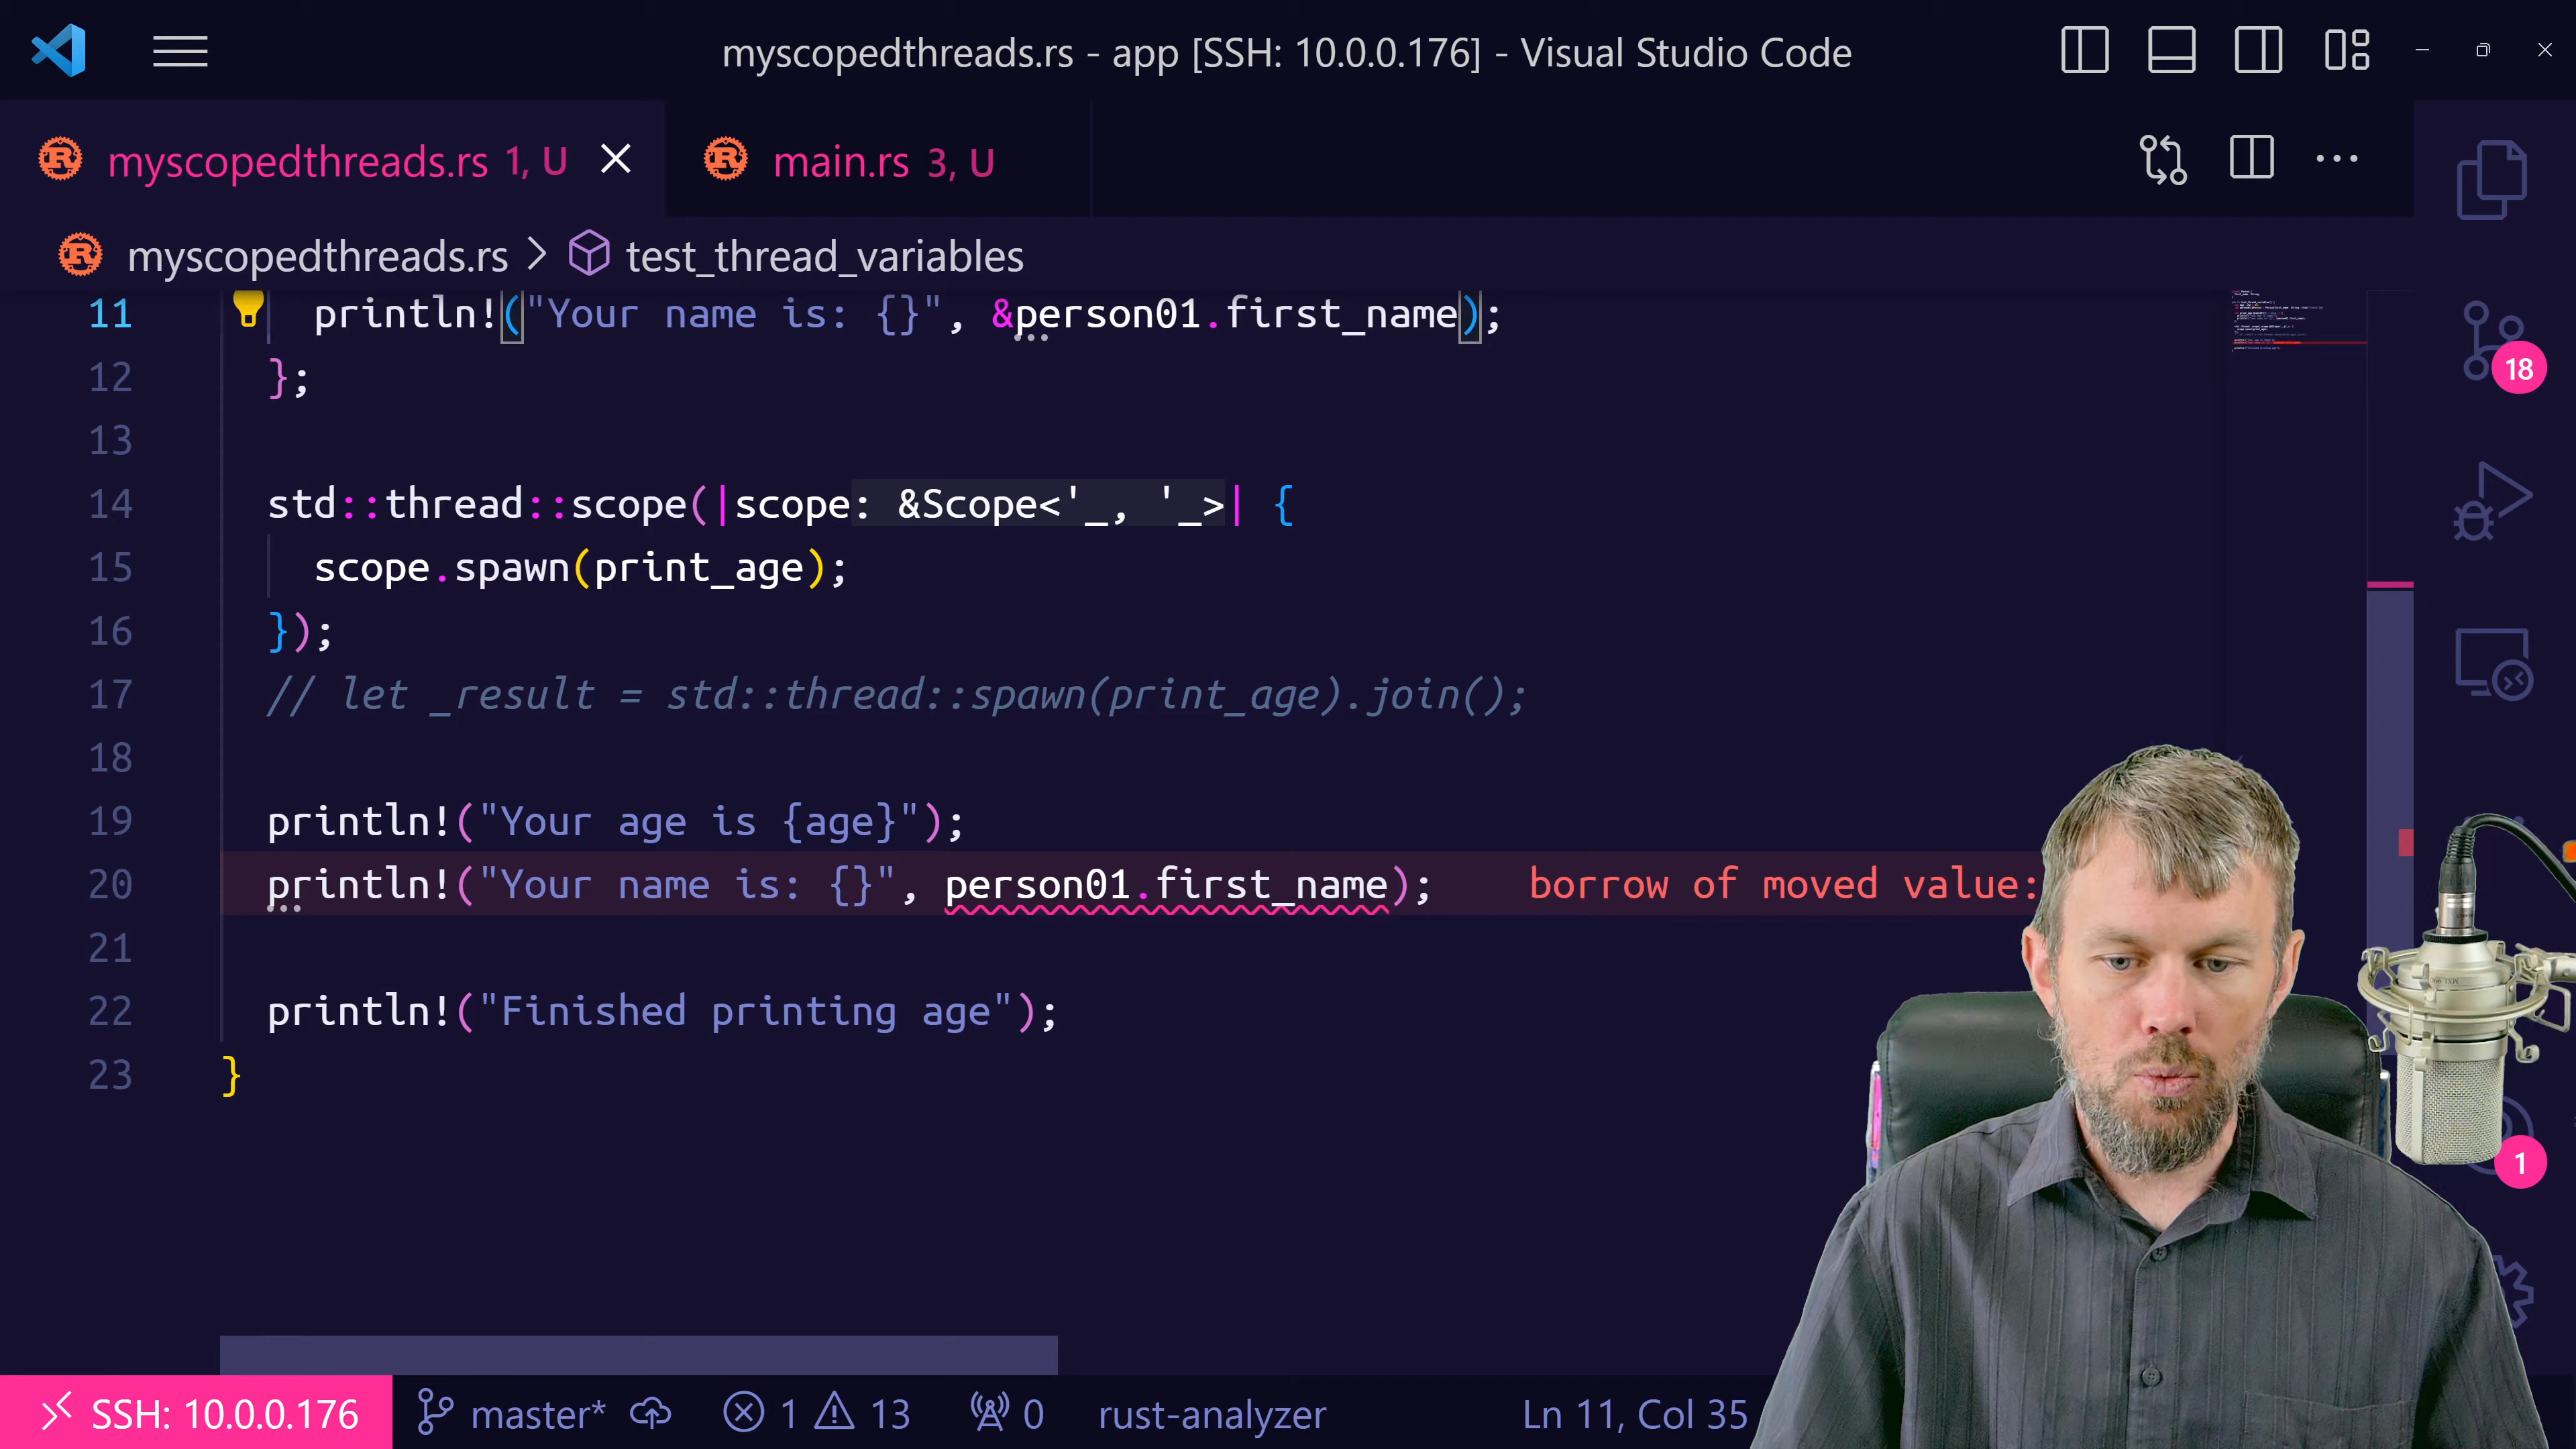 myscopedthreads.rs - app [SSH: 10.0.0.176] - Visual Studio Code
myscopedthreads.rs 1, U
main.rs 3, U
myscopedthreads.rs > test_thread_variables
11 println!("Your name is: {}", &person01.first_name);
12 };
13
14 std::thread::scope(|scope: &Scope<'_, '_>| {
15 scope.spawn(print_age);
16 });
17 // let _result = std::thread::spawn(print_age).join();
18
19 println!("Your age is {age}");
20 println!("Your name is: {}", person01.first_name); borrow of moved value:
21
22 println!("Finished printing age");
23 }
18
1
SSH: 10.0.0.176 master* 1 13 0 rust-analyzer Ln 11, Col 35